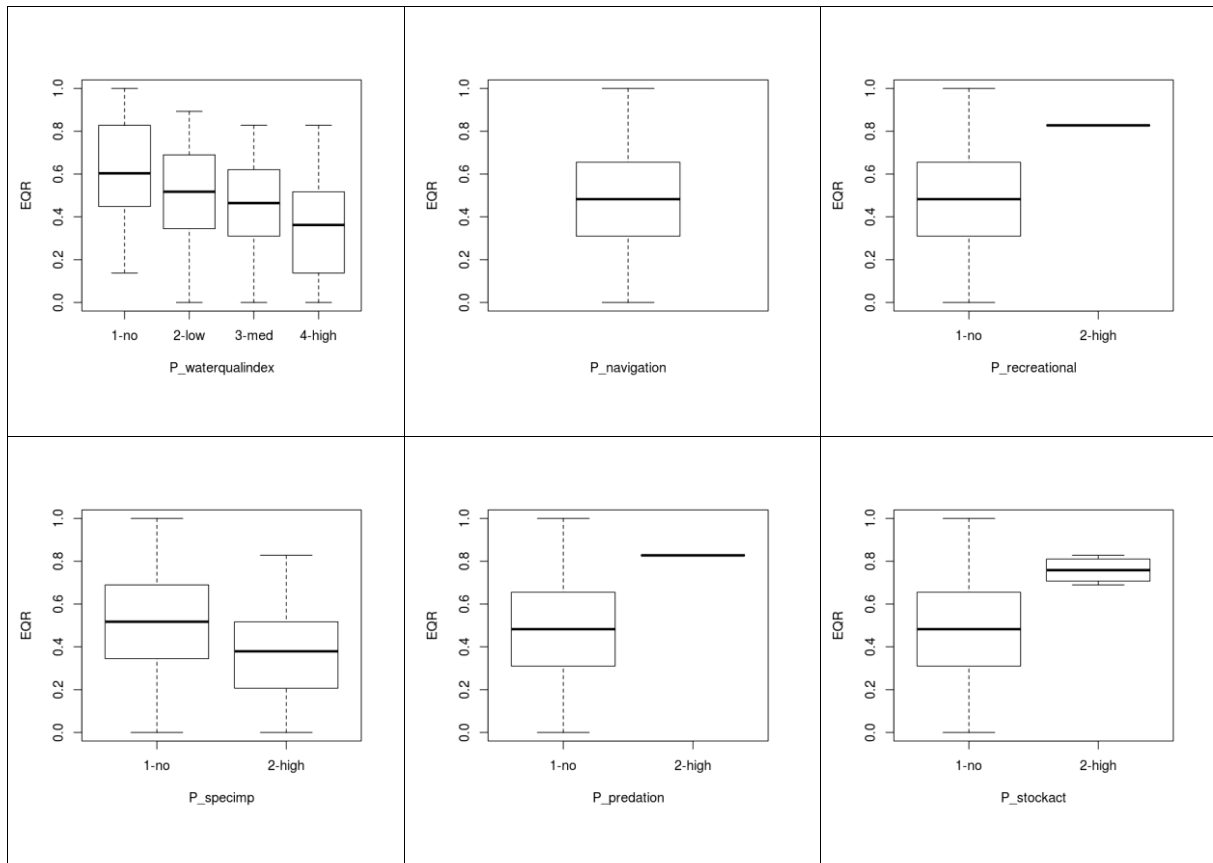 EQR
1.0
0.8
0.6
0.4
0.2
0.0
1-no 2-low 3-med 4-high
P_waterqualindex
EQR
1.0
0.8
0.6
0.4
0.2
0.0
P_navigation
EQR
1.0
0.8
0.6
0.4
0.2
0.0
1-no 2-high
P_recreational
EQR
1.0
0.8
0.6
0.4
0.2
0.0
1-no 2-high
P_specimp
EQR
1.0
0.8
0.6
0.4
0.2
0.0
1-no 2-high
P_predation
EQR
1.0
0.8
0.6
0.4
0.2
0.0
1-no 2-high
P_stockact